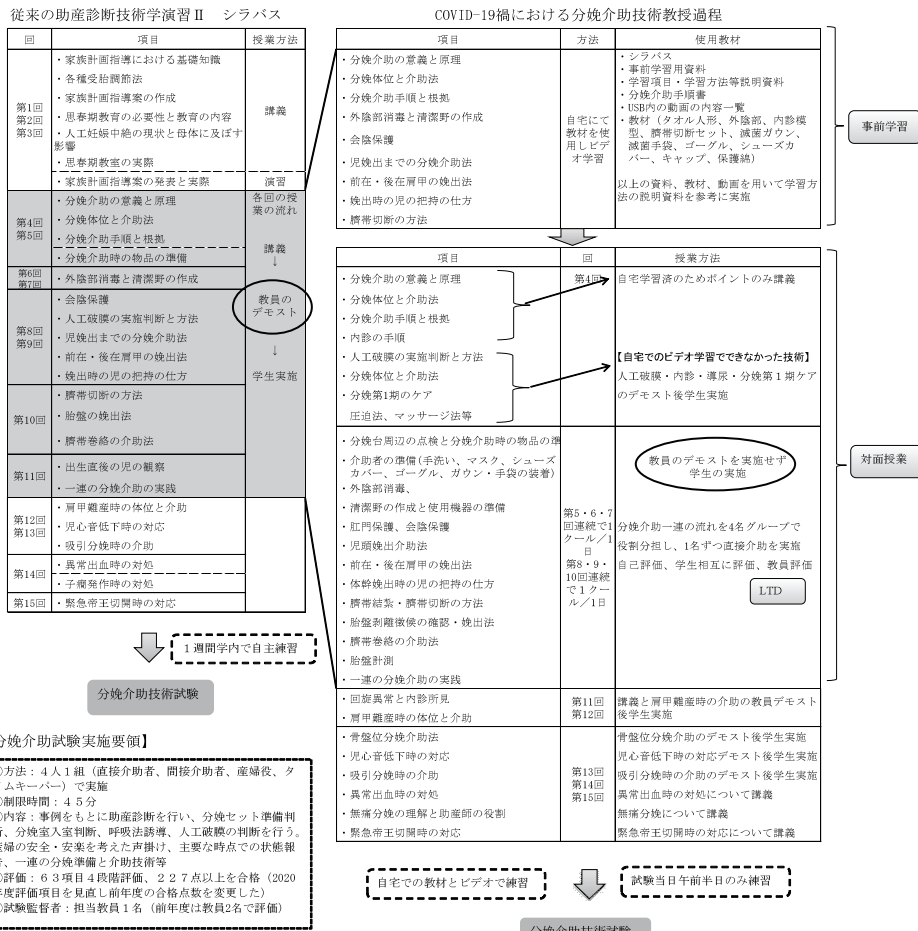 従来の助産診断技術学演習Ⅱ　シラバス
回
項目
授業方法
第1回
第2回
第3回
・家族計画指導における基礎知識
・各種受胎調節法
・家族計画指導案の作成
・思春期教育の必要性と教育の内容
・人工妊娠中絶の現状と母体に及ぼす
影響
・思春期教室の実際
講義
・家族計画指導案の発表と実際
演習
第4回
第5回
・分娩介助の意義と原理
・分娩体位と介助法
・分娩介助手順と根拠
・分娩介助時の物品の準備
各回の授
業の流れ
講義
↓
教員の
デモスト
↓
学生実施
第6回
第7回
・外陰部消毒と清潔野の作成
第8回
第9回
・会陰保護
・人工破膜の実施判断と方法
・児娩出までの分娩介助法
・前在・後在肩甲の娩出法
・娩出時の児の把持の仕方
第10回
・臍帯切断の方法
・胎盤の娩出法
・臍帯巻絡の介助法
第11回
・出生直後の児の観察
・一連の分娩介助の実践
第12回
第13回
・肩甲難産時の体位と介助
・児心音低下時の対応
・吸引分娩時の介助
第14回
・異常出血時の対処
・子癇発作時の対処
第15回
・緊急帝王切開時の対応
1週間学内で自主練習
分娩介助技術試験
分娩介助試験実施要領】
方法：４人１組（直接介助者、間接介助者、産婦役、タ
イムキーパー）で実施
制限時間：４５分
内容：事例をもとに助産診断を行い、分娩セット準備判
断、分娩室入室判断、呼吸法誘導、人工破膜の判断を行う。
産婦の安全・安楽を考えた声掛け、主要な時点での状態報
告、一連の分娩準備と介助技術等
評価：６３項目４段階評価、２２７点以上を合格（2020
年度評価項目を見直し前年度の合格点数を変更した）
試験監督者：担当教員１名（前年度は教員2名で評価）
COVID-19禍における分娩介助技術教授過程
項目
方法
使用教材
・分娩介助の意義と原理
・分娩体位と介助法
・分娩介助手順と根拠
・外陰部消毒と清潔野の作成
・会陰保護
・児娩出までの分娩介助法
・前在・後在肩甲の娩出法
・娩出時の児の把持の仕方
・臍帯切断の方法
自宅にて
教材を使
用しビデ
オ学習
・シラバス
・事前学習用資料
・学習項目・学習方法等説明資料
・分娩介助手順書
・USB内の動画の内容一覧
・教材（タオル人形、外陰部、内診模
型、臍帯切断セット、滅菌ガウン、
滅菌手袋、ゴーグル、シューズカ
バー、キャップ、保護綿）
以上の資料、教材、動画を用いて学習方
法の説明資料を参考に実施
事前学習
項目
回
授業方法
・分娩介助の意義と原理
・分娩体位と介助法
・分娩介助手順と根拠
・内診の手順
・人工破膜の実施判断と方法
・分娩体位と介助法
・分娩第1期のケア
圧迫法、マッサージ法等
第4回
自宅学習済のためポイントのみ講義
【自宅でのビデオ学習でできなかった技術】
人工破膜・内診・導尿・分娩第１期ケア
のデモスト後学生実施
・分娩台周辺の点検と分娩介助時の物品の準
・介助者の準備(手洗い、マスク、シューズ
カバー、ゴーグル、ガウン・手袋の装着)
・外陰部消毒、
・清潔野の作成と使用機器の準備
・肛門保護、会陰保護
・児頭娩出介助法
・前在・後在肩甲の娩出法
・体幹娩出時の児の把持の仕方
・臍帯結紮・臍帯切断の方法
・胎盤剥離徴候の確認・娩出法
・臍帯巻絡の介助法
・胎盤計測
・一連の分娩介助の実践
第5・6・7
回連続で1
クール／1
日
第8・9・
10回連続
で１クー
ル／1日
教員のデモストを実施せず
学生の実施
分娩介助一連の流れを4名グループで
役割分担し、1名ずつ直接介助を実施
自己評価、学生相互に評価、教員評価
LTD
対面授業
・回旋異常と内診所見
・肩甲難産時の体位と介助
第11回
第12回
講義と肩甲難産時の介助の教員デモスト
後学生実施
・骨盤位分娩介助法
・児心音低下時の対応
・吸引分娩時の介助
・異常出血時の対処
・無痛分娩の理解と助産師の役割
・緊急帝王切開時の対応
第13回
第14回
第15回
骨盤位分娩介助のデモスト後学生実施
児心音低下時の対応デモスト後学生実施
吸引分娩時の介助のデモスト後学生実施
異常出血時の対処について講義
無痛分娩について講義
緊急帝王切開時の対応について講義
自宅での教材とビデオで練習
試験当日午前半日のみ練習
分娩介助技術試験